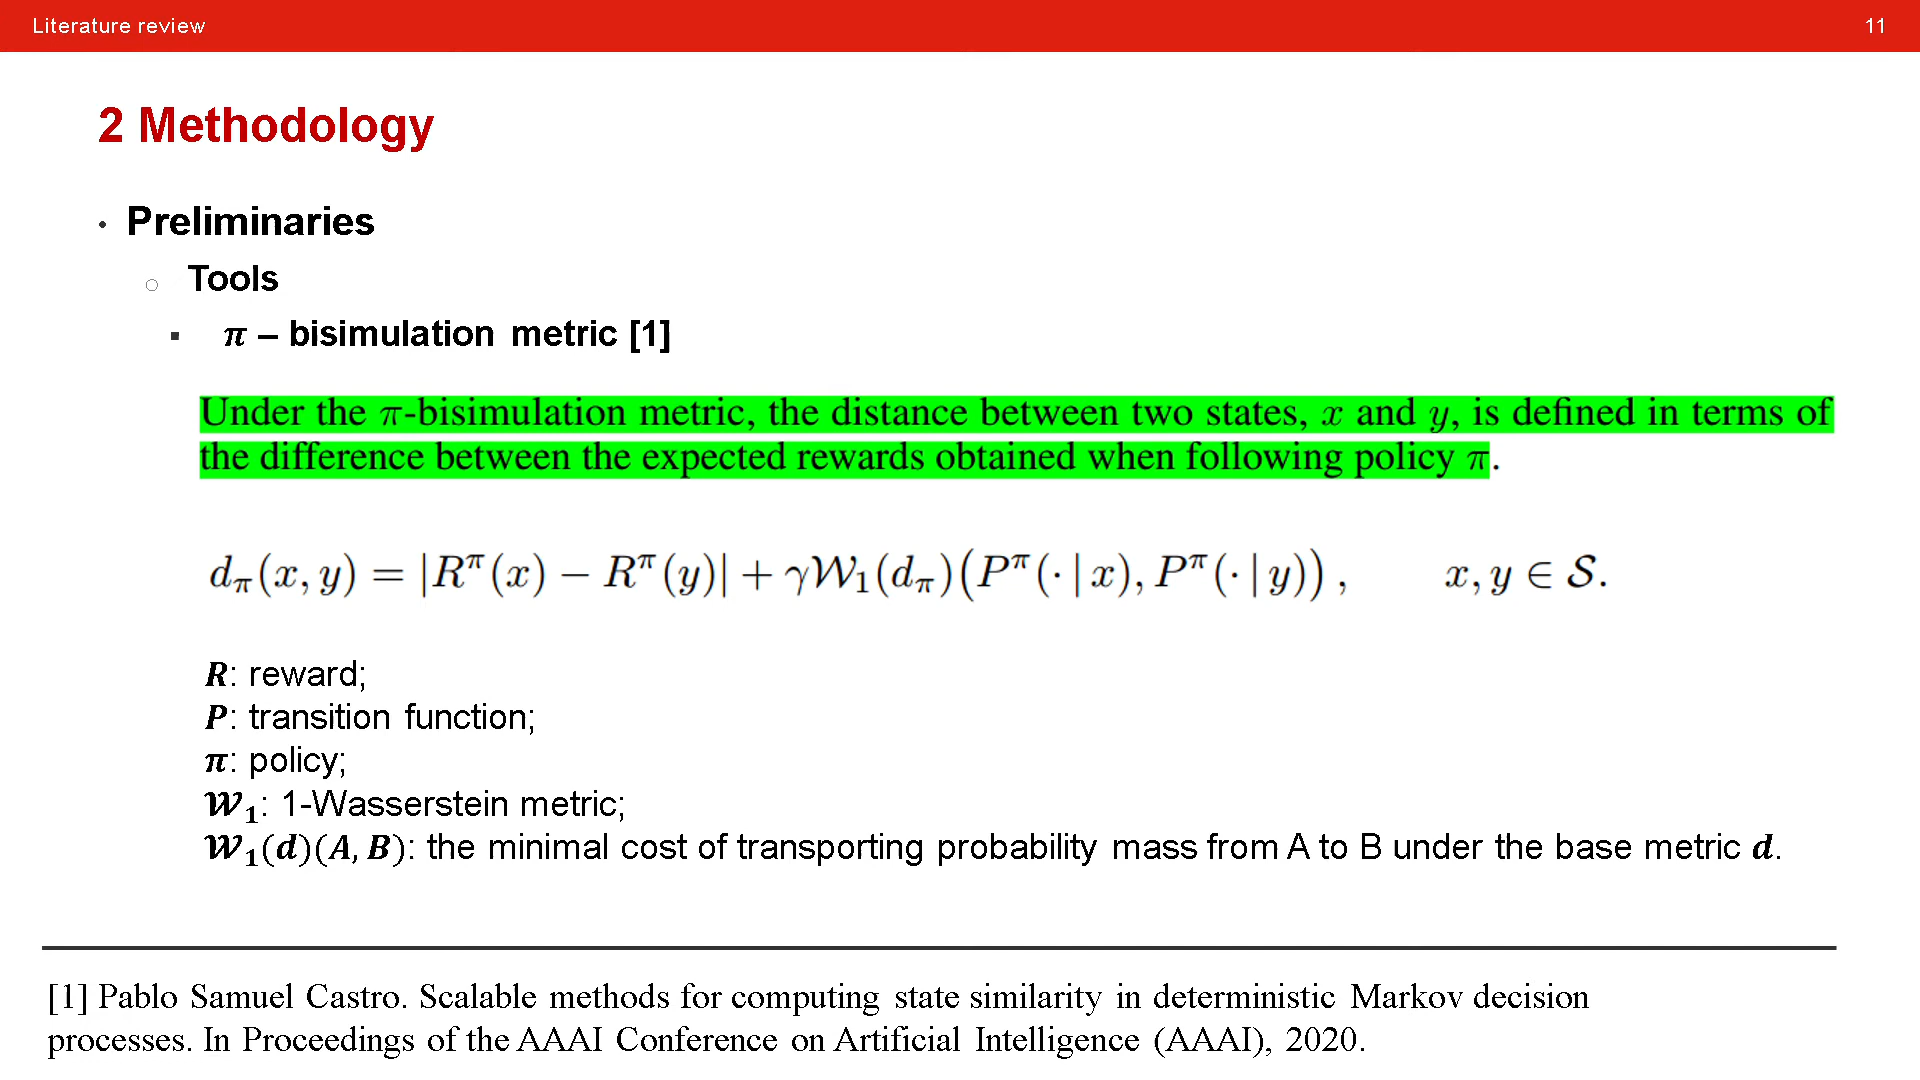 Literature review 11
2 Methodology
• Preliminaries
○ Tools
▪ π – bisimulation metric [1]
Under the π-bisimulation metric, the distance between two states, x and y, is defined in terms of
the difference between the expected rewards obtained when following policy π.
d_π(x, y) = |R^π(x) − R^π(y)| + γ𝒲₁(d_π)(P^π(· | x), P^π(· | y)) , x, y ∈ 𝒮.
R: reward;
P: transition function;
π: policy;
𝒲₁: 1-Wasserstein metric;
𝒲₁(d)(A, B): the minimal cost of transporting probability mass from A to B under the base metric d.
[1] Pablo Samuel Castro. Scalable methods for computing state similarity in deterministic Markov decision
processes. In Proceedings of the AAAI Conference on Artificial Intelligence (AAAI), 2020.